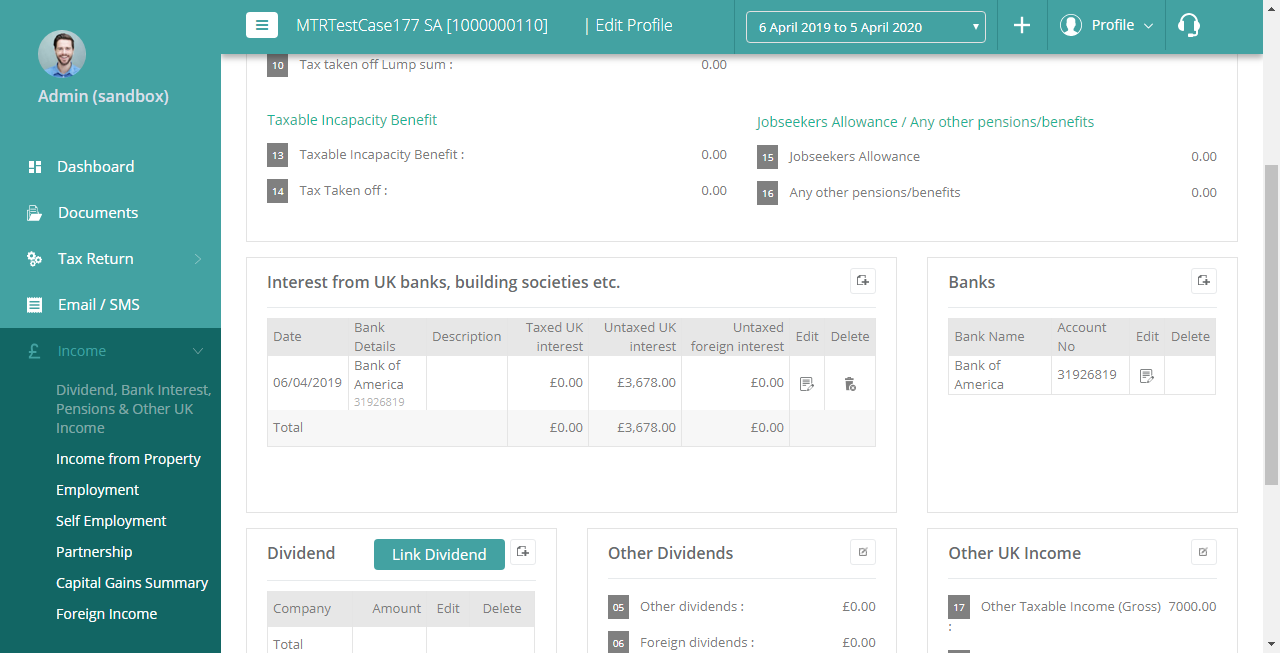 MTRTestCase177 SA [1000000110]
| Edit Profile
6 April 2019 to 5 April 2020
Profile
Admin (sandbox)
Dashboard
Documents
Tax Return
Email / SMS
Income
Dividend, Bank Interest,
Pensions & Other UK
Income
Income from Property
Employment
Self Employment
Partnership
Capital Gains Summary
Foreign Income
10 Tax taken off Lump sum : 0.00
Taxable Incapacity Benefit
13 Taxable Incapacity Benefit : 0.00
14 Tax Taken off : 0.00
Jobseekers Allowance / Any other pensions/benefits
15 Jobseekers Allowance 0.00
16 Any other pensions/benefits 0.00
Interest from UK banks, building societies etc.
Date Bank Details Description Taxed UK interest Untaxed UK interest Untaxed foreign interest Edit Delete
06/04/2019 Bank of America 31926819 £0.00 £3,678.00 £0.00
Total £0.00 £3,678.00 £0.00
Banks
Bank Name Account No Edit Delete
Bank of America 31926819
Dividend
Link Dividend
Company Amount Edit Delete
Total
Other Dividends
05 Other dividends : £0.00
06 Foreign dividends : £0.00
Other UK Income
17 Other Taxable Income (Gross) 7000.00
: